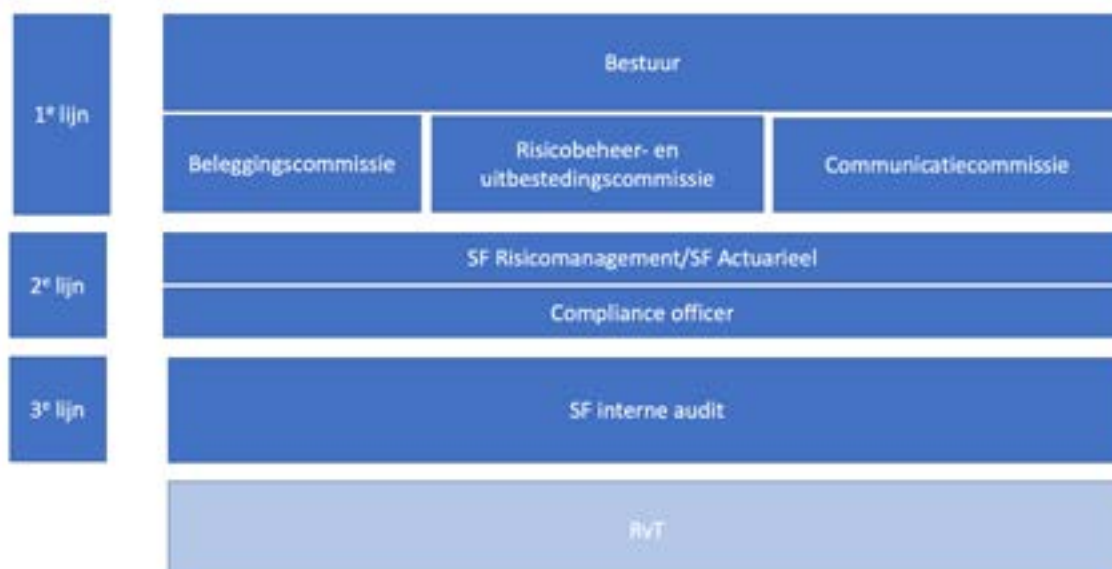 1e lijn
Bestuur
Beleggingscommissie
Risicobeheer- en
uitbestedingscommissie
Communicatiecommissie
2e lijn
SF Risicomanagement/SF Actuarieel
Compliance officer
3e lijn
SF interne audit
RvT